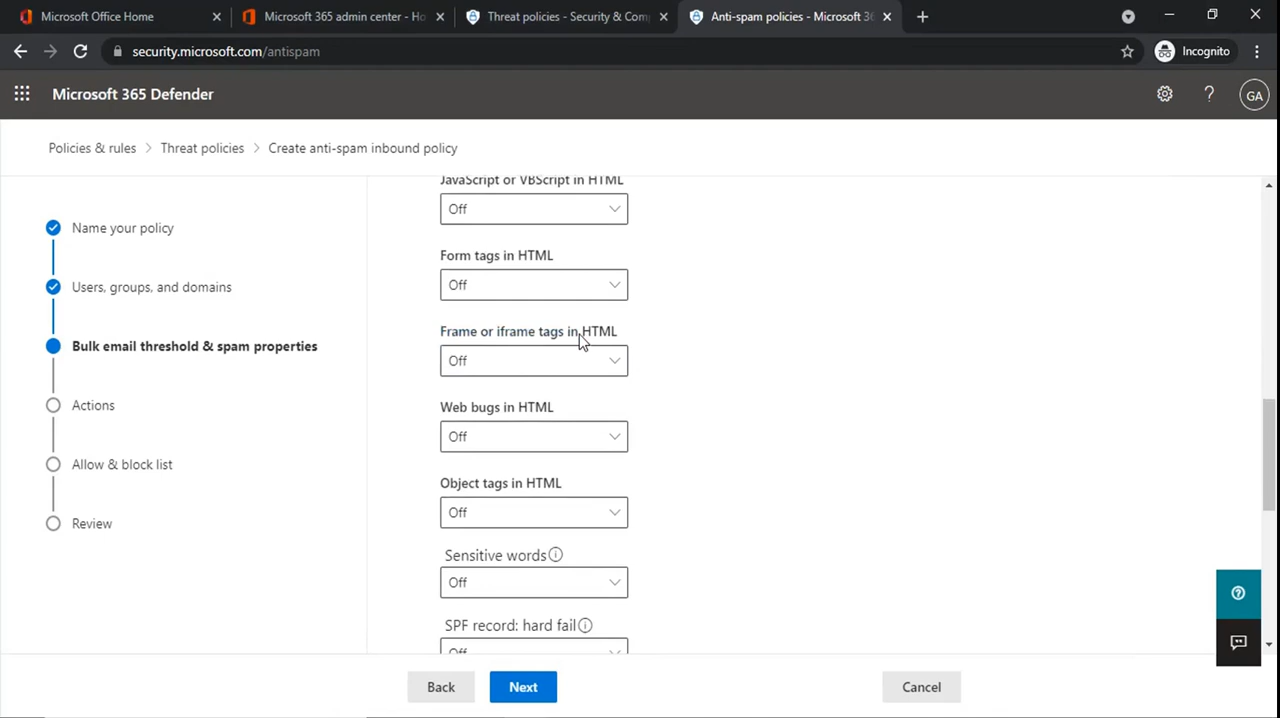 Microsoft Office Home
Microsoft 365 admin center - Ho
Threat policies - Security & Com
Anti-spam policies - Microsoft 36
security.microsoft.com/antispam
Incognito
Microsoft 365 Defender
?
GA
Policies & rules > Threat policies > Create anti-spam inbound policy
Name your policy
Users, groups, and domains
Bulk email threshold & spam properties
Actions
Allow & block list
Review
JavaScript or VBScript in HTML
Off
Form tags in HTML
Off
Frame or iframe tags in HTML
Off
Web bugs in HTML
Off
Object tags in HTML
Off
Sensitive words
Off
SPF record: hard fail
Off
Back
Next
Cancel